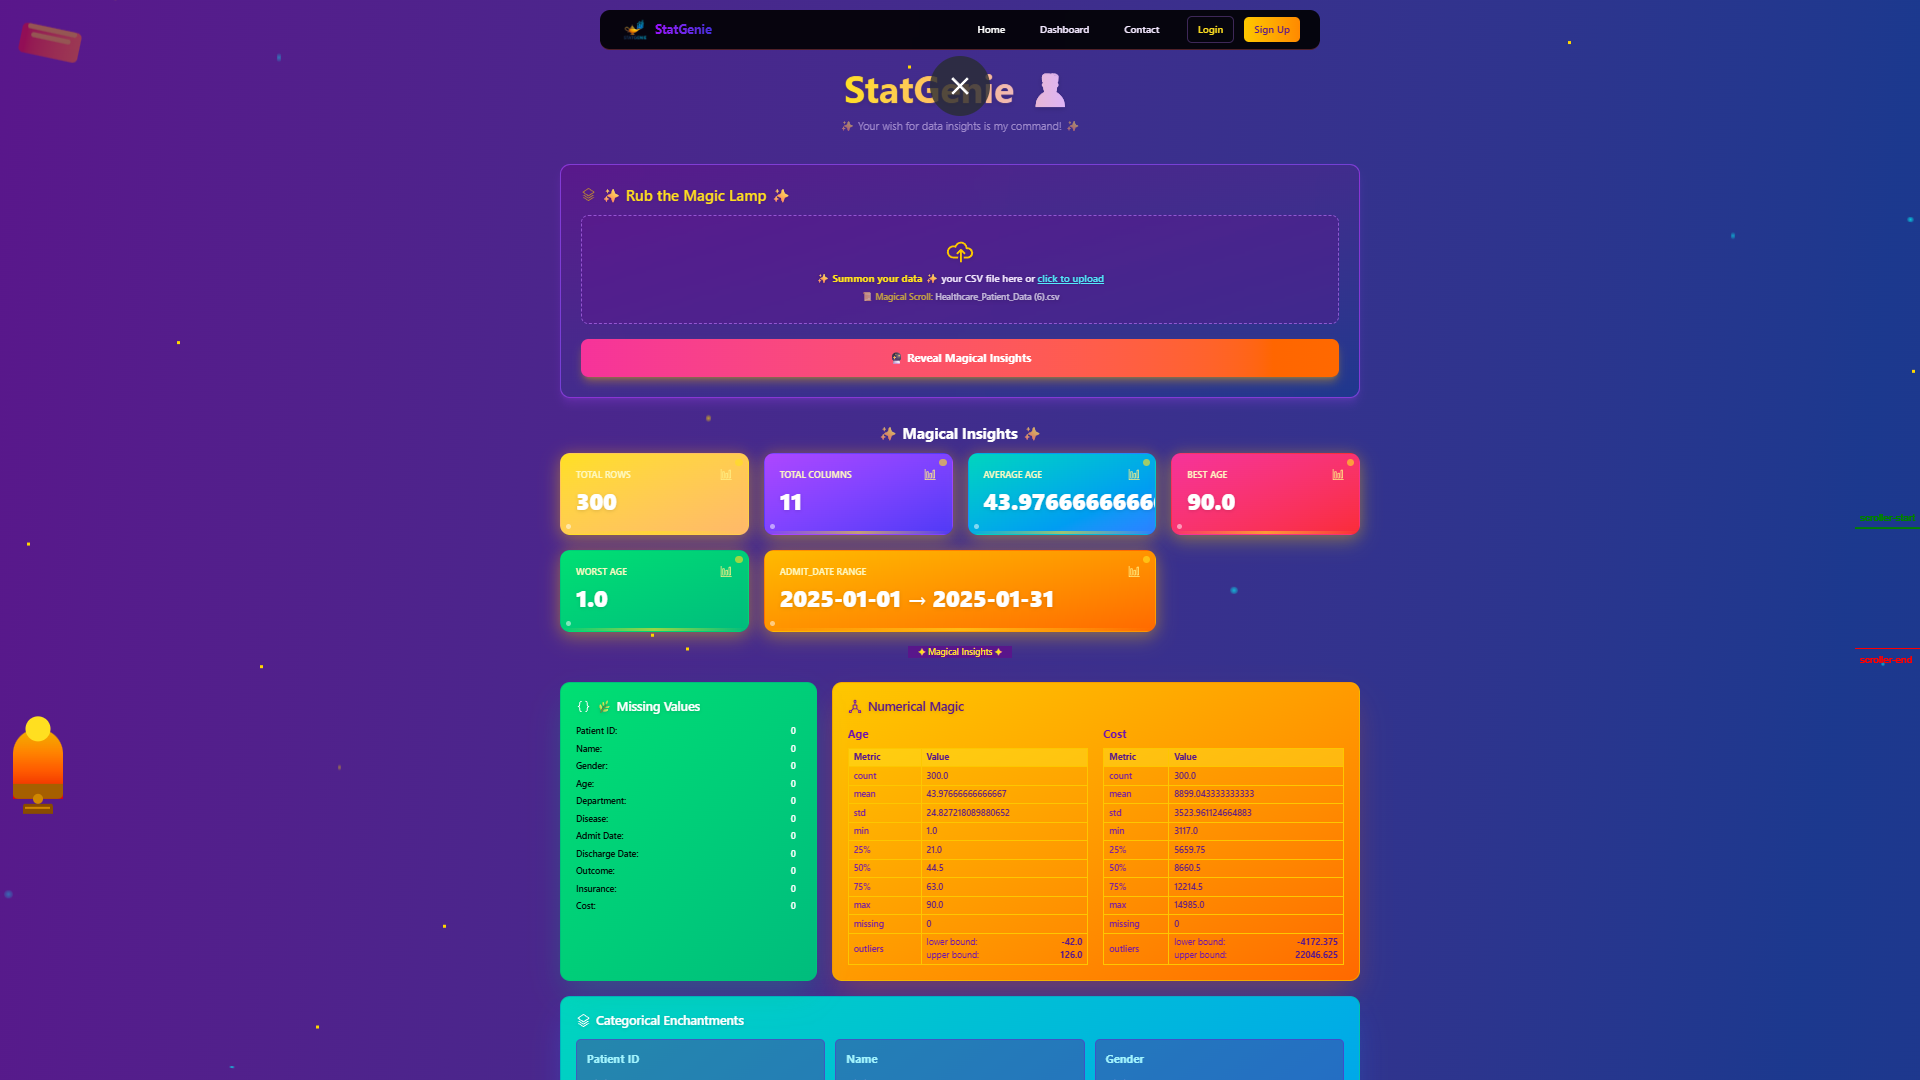 StatGenie
Home
Dashboard
Contact
Login
Sign Up
StatGenie
✨ Your wish for data insights is my command! ✨
✨ Rub the Magic Lamp ✨
✨ Summon your data ✨ your CSV file here or click to upload
Magical Scroll: Healthcare_Patient_Data (6).csv
Reveal Magical Insights
✨ Magical Insights ✨
TOTAL ROWS
300
TOTAL COLUMNS
11
AVERAGE AGE
43.97666666666
BEST AGE
90.0
WORST AGE
1.0
ADMIT_DATE RANGE
2025-01-01 → 2025-01-31
✦ Magical Insights ✦
scroller-start
scroller-end
{} Missing Values
Patient ID: 0
Name: 0
Gender: 0
Age: 0
Department: 0
Disease: 0
Admit Date: 0
Discharge Date: 0
Outcome: 0
Insurance: 0
Cost: 0
Numerical Magic
Age
Metric Value
count 300.0
mean 43.97666666666667
std 24.827218089880652
min 1.0
25% 21.0
50% 44.5
75% 63.0
max 90.0
missing 0
outliers lower bound: -42.0
upper bound: 126.0
Cost
Metric Value
count 300.0
mean 8899.043333333333
std 3523.961124664883
min 3117.0
25% 5659.75
50% 8660.5
75% 12214.5
max 14985.0
missing 0
outliers lower bound: -4172.375
upper bound: 22046.625
Categorical Enchantments
Patient ID
Name
Gender